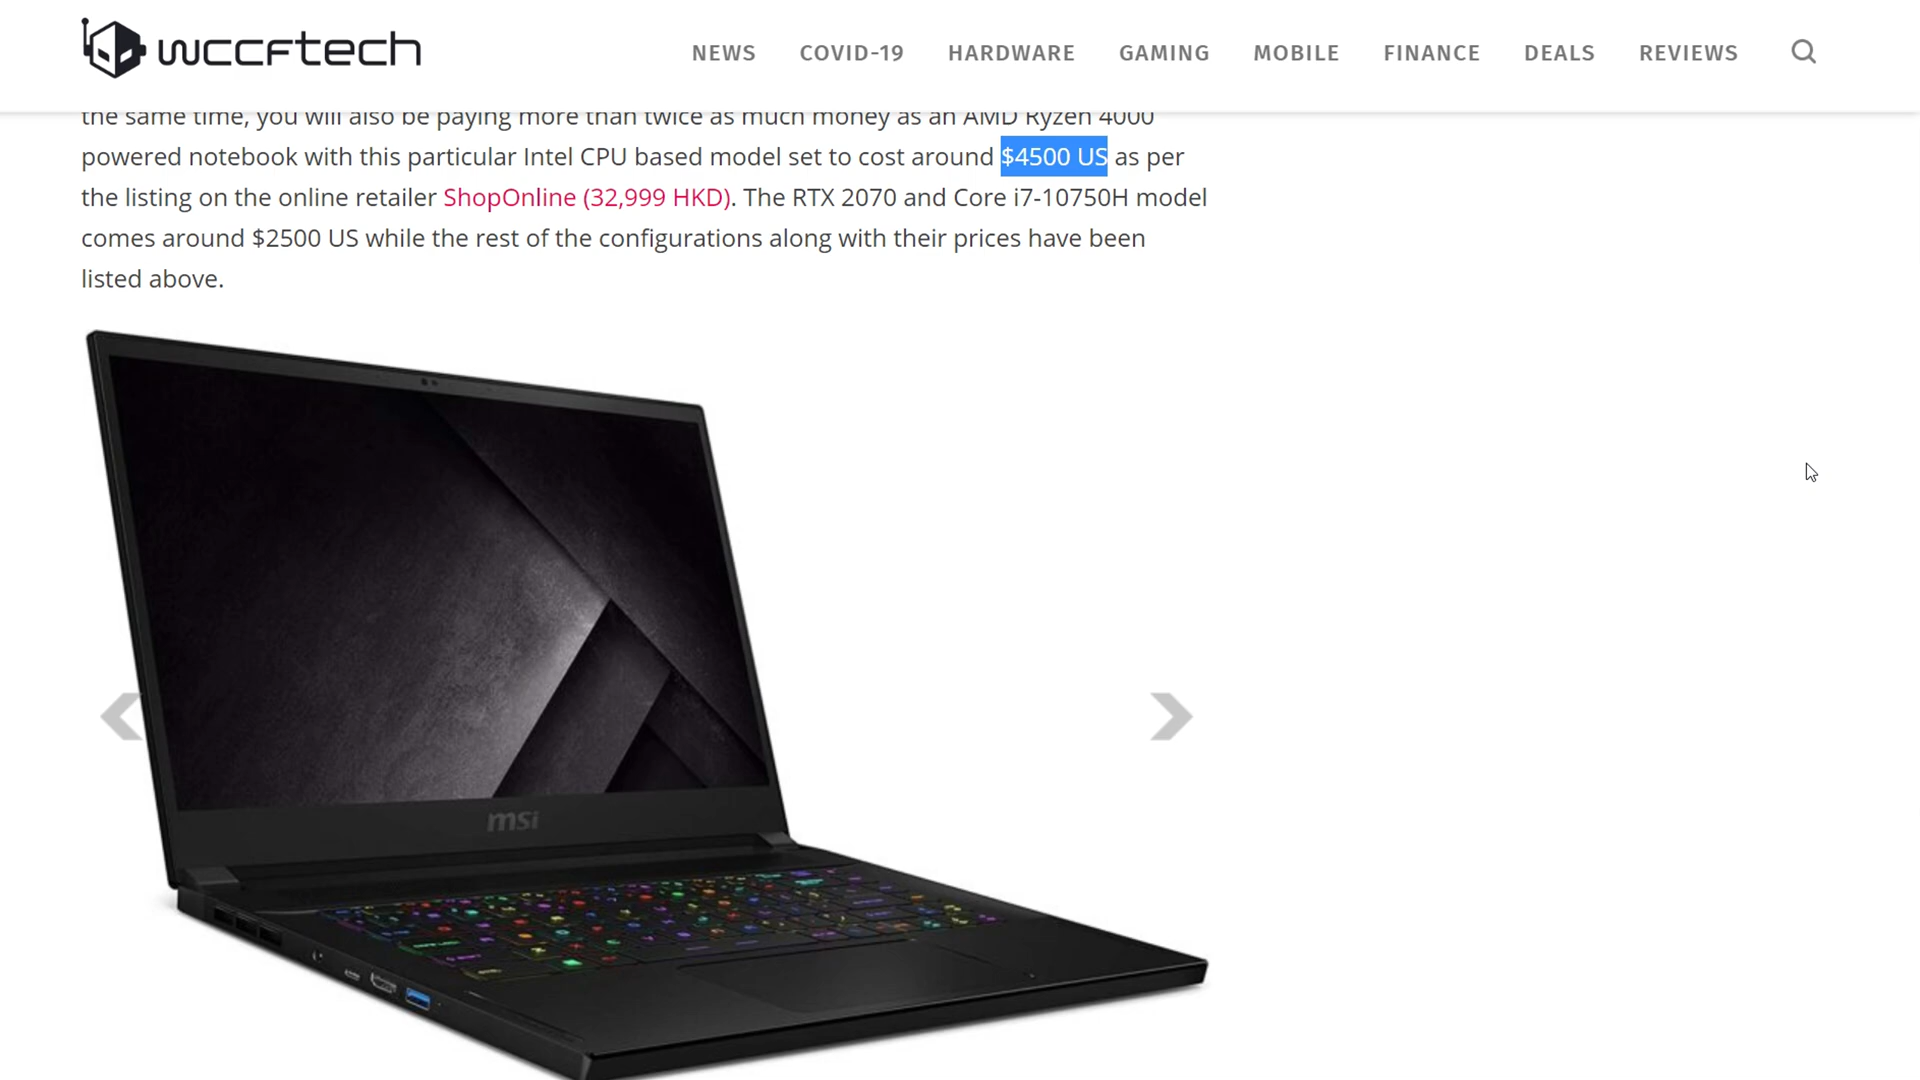 wccftech
NEWS COVID-19 HARDWARE GAMING MOBILE FINANCE DEALS REVIEWS
the same time, you will also be paying more than twice as much money as an AMD Ryzen 4000
powered notebook with this particular Intel CPU based model set to cost around $4500 US as per
the listing on the online retailer ShopOnline (32,999 HKD). The RTX 2070 and Core i7-10750H model
comes around $2500 US while the rest of the configurations along with their prices have been
listed above.
msi